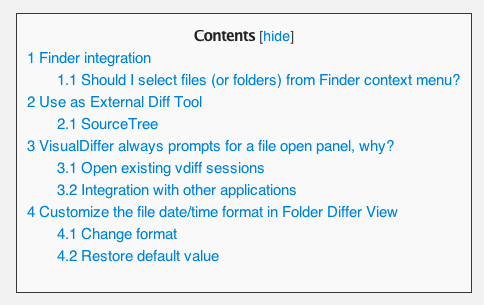 Contents [hide]
1 Finder integration
1.1 Should I select files (or folders) from Finder context menu?
2 Use as External Diff Tool
2.1 SourceTree
3 VisualDiffer always prompts for a file open panel, why?
3.1 Open existing vdiff sessions
3.2 Integration with other applications
4 Customize the file date/time format in Folder Differ View
4.1 Change format
4.2 Restore default value